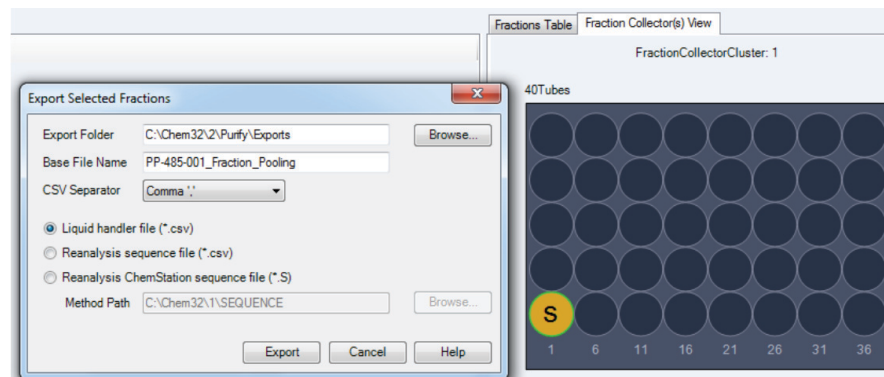 Fractions Table
Fraction Collector(s) View
FractionCollectorCluster: 1
40Tubes
Export Selected Fractions
Export Folder C:\Chem32\2\Purify\Exports Browse...
Base File Name PP-485-001_Fraction_Pooling
CSV Separator Comma ','
Liquid handler file (*.csv)
Reanalysis sequence file (*.csv)
Reanalysis ChemStation sequence file (*.S)
Method Path C:\Chem32\1\SEQUENCE Browse...
Export Cancel Help
S
1 6 11 16 21 26 31 36